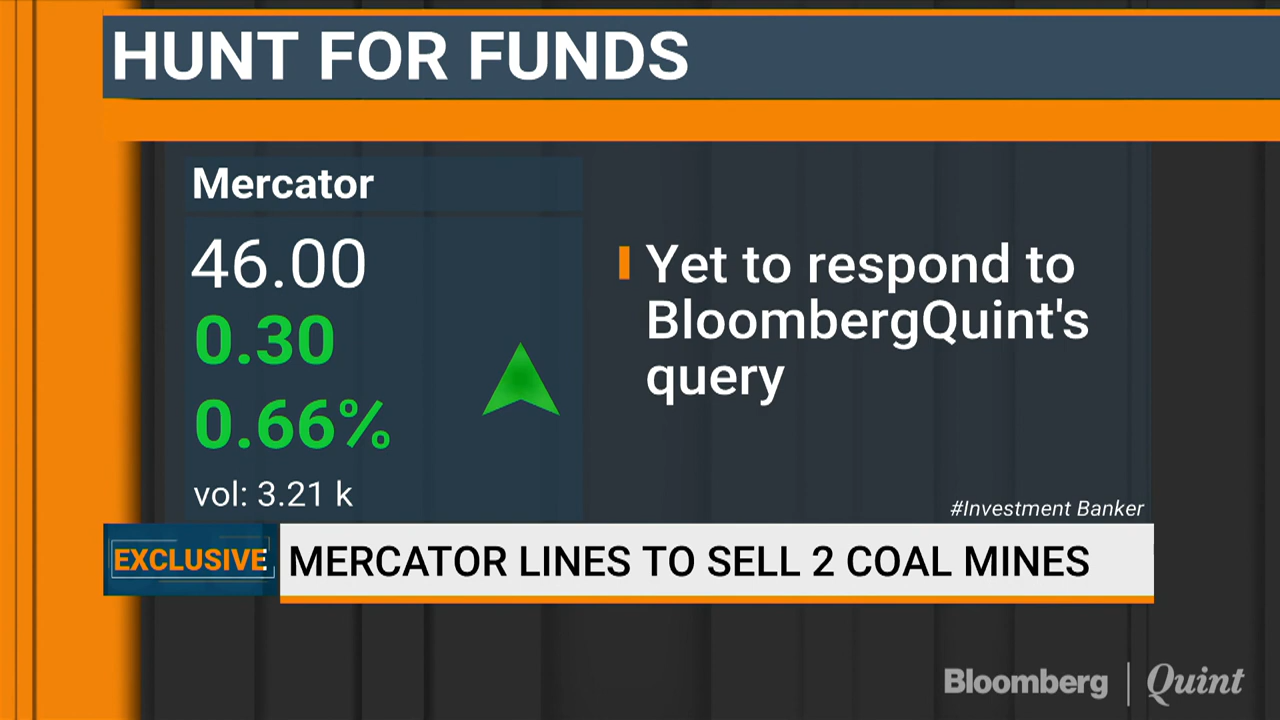 HUNT FOR FUNDS
Mercator
46.00
0.30
0.66%
vol: 3.21 k
Yet to respond to
BloombergQuint's
query
#Investment Banker
EXCLUSIVE:
MERCATOR LINES TO SELL 2 COAL MINES
Bloomberg | Quint